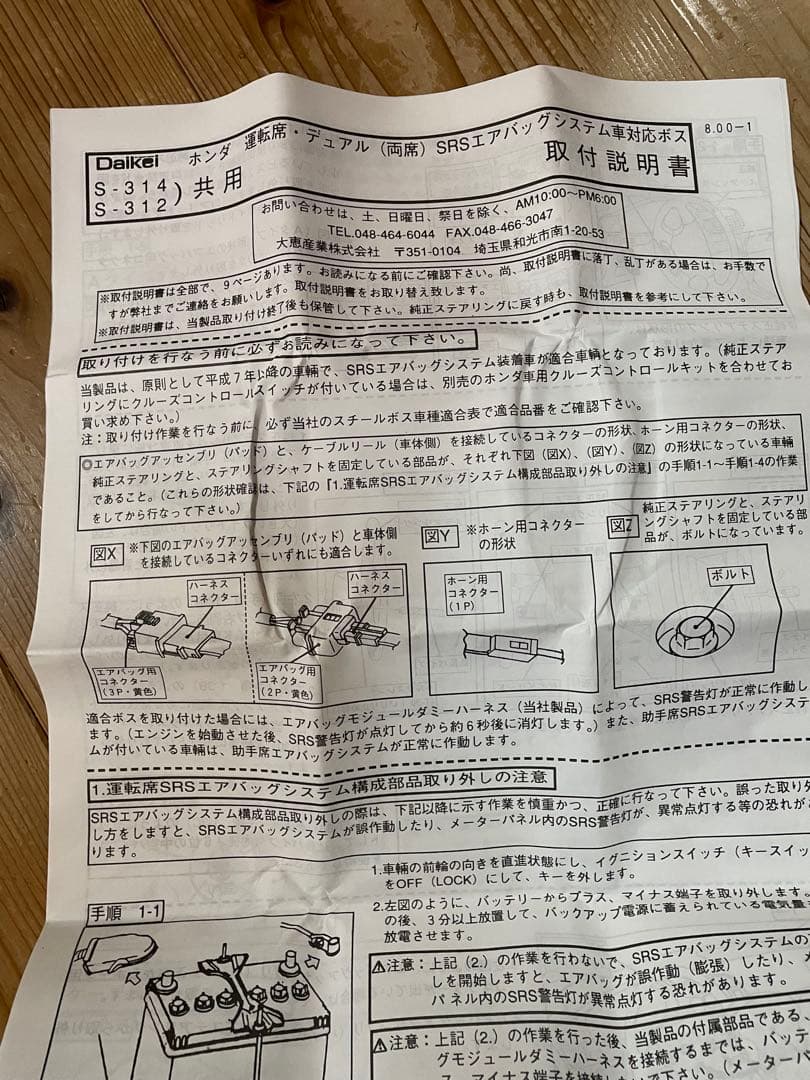 8.00-1
Daikei
ホンダ 運転席・デュアル(両席)SRSエアバッグシステム車対応ボス
S-314
S-312
)共用
取付説明書
お問い合わせは、土、日曜日、祭日を除く、AM10:00~PM6:00
TEL.048-464-6044 FAX.048-466-3047
大恵産業株式会社 〒351-0104 埼玉県和光市南1-20-53
※取付説明書は全部で、9ページあります。お読みになる前にご確認下さい。尚、取付説明書に落丁、乱丁がある場合は、お手数で
すが弊社までご連絡をお願いします。取付説明書をお取り替え致します。
※取付説明書は、当製品取り付け終了後も保管して下さい。純正ステアリングに戻す時も、取付説明書を参考にして下さい。
取り付けを行なう前に必ずお読みになって下さい。
当製品は、原則として平成7年以降の車輛で、SRSエアバッグシステム装着車が適合車輌となっております。(純正ステア
リングにクルーズコントロールスイッチが付いている場合は、別売のホンダ車用クルーズコントロールキットを合わせてお
買い求め下さい。)
注:取り付け作業を行なう前に、必ず当社のスチールボス車種適合表で適合品番をご確認下さい。
◎エアバッグアッセンブリ(パッド)と、ケーブルリール(車体側)を接続しているコネクターの形状、ホーン用コネクターの形状、
純正ステアリングと、ステアリングシャフトを固定している部品が、それぞれ下図(図X)、(図Y)、(図Z)の形状になっている車輛
であること。(これらの形状確認は、下記の『1.運転席SRSエアバッグシステム構成部品取り外しの注意』の手順1-1~手順1-4の作業
をしてから行なって下さい。)
図X
※下図のエアバッグアッセンブリ(パッド)と車体側
を接続しているコネクターいずれにも適合します。
ハーネス
コネクター
エアバッグ用
コネクター
(3P・黄色)
ハーネス
コネクター
エアバッグ用
コネクター
(2P・黄色)
図Y
※ホーン用コネクター
の形状
ホーン用
コネクター
(1P)
図Z
純正ステアリングと、ステアリ
ングシャフトを固定している部
品が、ボルトになっています。
ボルト
適合ボスを取り付けた場合には、エアバッグモジュールダミーハーネス(当社製品)によって、SRS警告灯が正常に作動し
ます。(エンジンを始動させた後、SRS警告灯が点灯してから約6秒後に消灯します。)また、助手席SRSエアバッグシステ
ムが付いている車輌は、助手席エアバッグシステムが正常に作動します。
1.運転席SRSエアバッグシステム構成部品取り外しの注意
SRSエアバッグシステム構成部品取り外しの際は、下記以降に示す作業を慎重かつ、正確に行なって下さい。誤った取り外
し方をしますと、SRSエアバッグシステムが誤作動したり、メーターパネル内のSRS警告灯が、異常点灯する等の恐れがあ
ります。
手順 1-1
1.車輛の前輪の向きを直進状態にし、イグニションスイッチ(キースイッ
をOFF(LOCK)にして、キーを外します。
2.左図のように、バッテリーからプラス、マイナス端子を取り外します。
の後、3分以上放置して、バックアップ電源に蓄えられている電気量を
放電させます。
⚠注意:上記(2.)の作業を行わないで、SRSエアバッグシステムの
しを開始しますと、エアバッグが誤作動(膨張)したり、メ
パネル内のSRS警告灯が異常点灯する恐れがあります。
⚠注意:上記(2.)の作業を行った後、当製品の付属部品である、
グモジュールダミーハーネスを接続するまでは、バッテ